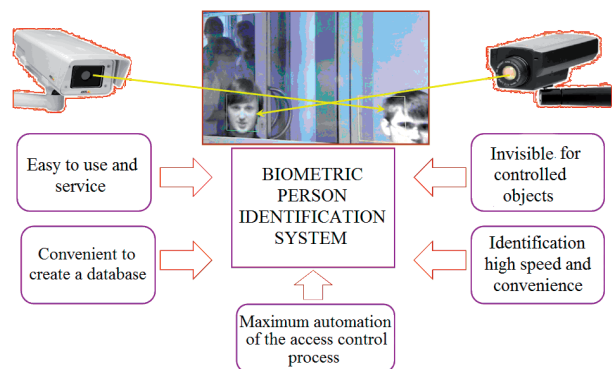 Easy to use and
service
BIOMETRIC
PERSON
IDENTIFICATION
SYSTEM
Invisible for
controlled
objects
Convenient to
create a database
Identification
high speed and
convenience
Maximum automation
of the access control
process